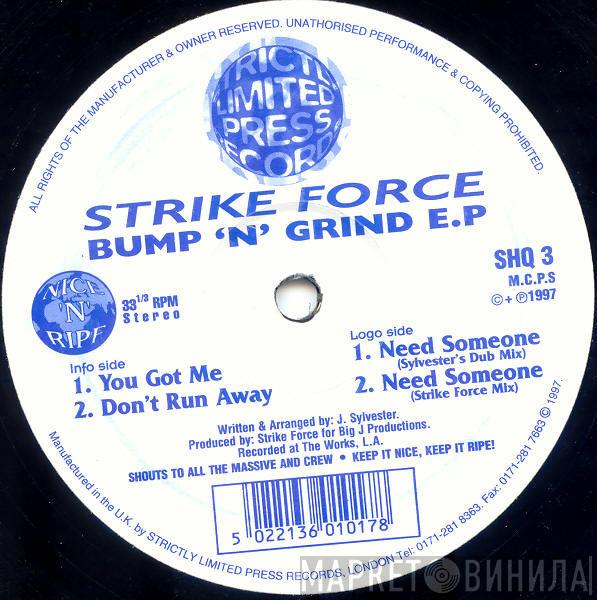 ALL RIGHTS OF THE MANUFACTURER & OWNER RESERVED. UNATHORISED PERFORMANCE & COPYING PROHIBITED.
STRICTLY
LIMITED
PRESS
RECORDS
STRIKE FORCE
BUMP 'N' GRIND E.P
SHQ 3
M.C.P.S
©+℗1997
NICE
'N'
RIPE
33 1/3 RPM
Stereo
Info side
1. You Got Me
2. Don't Run Away
Logo side
1. Need Someone
(Sylvester's Dub Mix)
2. Need Someone
(Strike Force Mix)
Written & Arranged by: J. Sylvester.
Produced by: Strike Force for Big J Productions.
Recorded at The Works, L.A.
SHOUTS TO ALL THE MASSIVE AND CREW • KEEP IT NICE, KEEP IT RIPE!
5 022136 010178
Manufactured in the U.K. by STRICTLY LIMITED PRESS RECORDS, LONDON Tel: 0171-281 8363. Fax: 0171-281 7663 © 1997.
МАРКЕТ ВИНИЛА